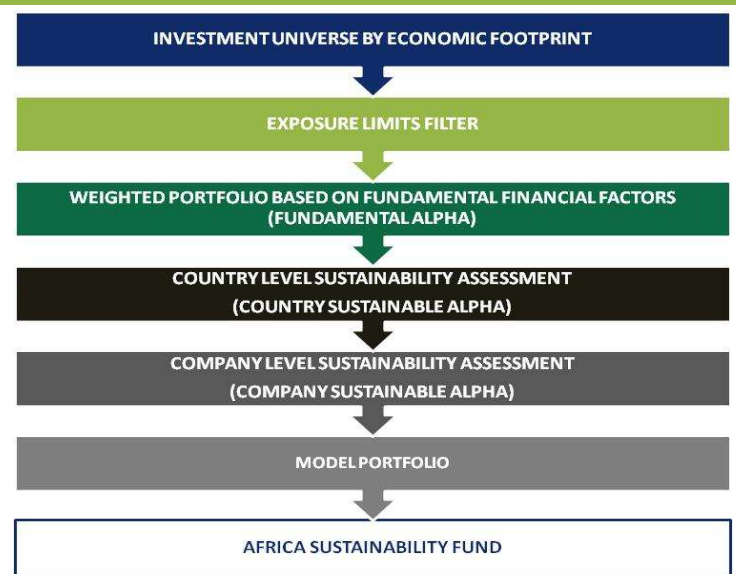 INVESTMENT UNIVERSE BY ECONOMIC FOOTPRINT
EXPOSURE LIMITS FILTER
WEIGHTED PORTFOLIO BASED ON FUNDAMENTAL FINANCIAL FACTORS
(FUNDAMENTAL ALPHA)
COUNTRY LEVEL SUSTAINABILITY ASSESSMENT
(COUNTRY SUSTAINABLE ALPHA)
COMPANY LEVEL SUSTAINABILITY ASSESSMENT
(COMPANY SUSTAINABLE ALPHA)
MODEL PORTFOLIO
AFRICA SUSTAINABILITY FUND